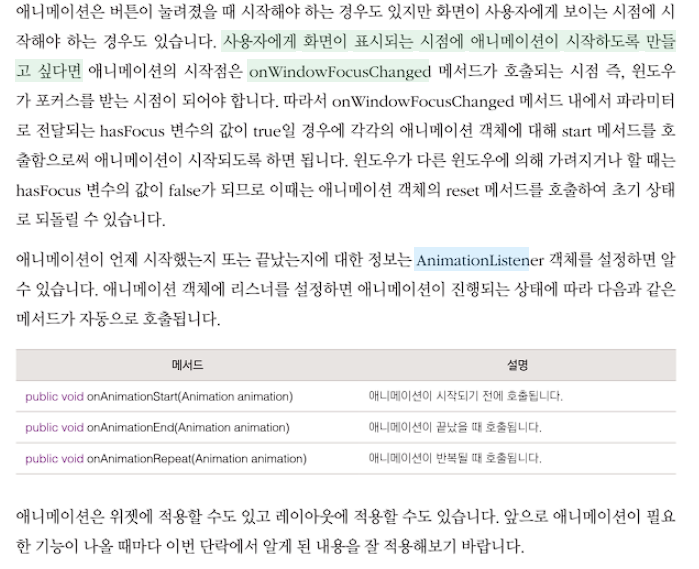 애니메이션은 버튼이 눌려졌을 때 시작해야 하는 경우도 있지만 화면이 사용자에게 보이는 시점에 시
작해야 하는 경우도 있습니다. 사용자에게 화면이 표시되는 시점에 애니메이션이 시작하도록 만들
고 싶다면 애니메이션의 시작점은 onWindowFocusChanged 메서드가 호출되는 시점 즉, 윈도우
가 포커스를 받는 시점이 되어야 합니다. 따라서 onWindowFocusChanged 메서드 내에서 파라미터
로 전달되는 hasFocus 변수의 값이 true일 경우에 각각의 애니메이션 객체에 대해 start 메서드를 호
출함으로써 애니메이션이 시작되도록 하면 됩니다. 윈도우가 다른 윈도우에 의해 가려지거나 할 때는
hasFocus 변수의 값이 false가 되므로 이때는 애니메이션 객체의 reset 메서드를 호출하여 초기 상태
로 되돌릴 수 있습니다.
애니메이션이 언제 시작했는지 또는 끝났는지에 대한 정보는 AnimationListener 객체를 설정하면 알
수 있습니다. 애니메이션 객체에 리스너를 설정하면 애니메이션이 진행되는 상태에 따라 다음과 같은
메서드가 자동으로 호출됩니다.
메서드 설명
public void onAnimationStart(Animation animation) 애니메이션이 시작되기 전에 호출됩니다.
public void onAnimationEnd(Animation animation) 애니메이션이 끝났을 때 호출됩니다.
public void onAnimationRepeat(Animation animation) 애니메이션이 반복될 때 호출됩니다.
애니메이션은 위젯에 적용할 수도 있고 레이아웃에 적용할 수도 있습니다. 앞으로 애니메이션이 필요
한 기능이 나올 때마다 이번 단락에서 알게 된 내용을 잘 적용해보기 바랍니다.